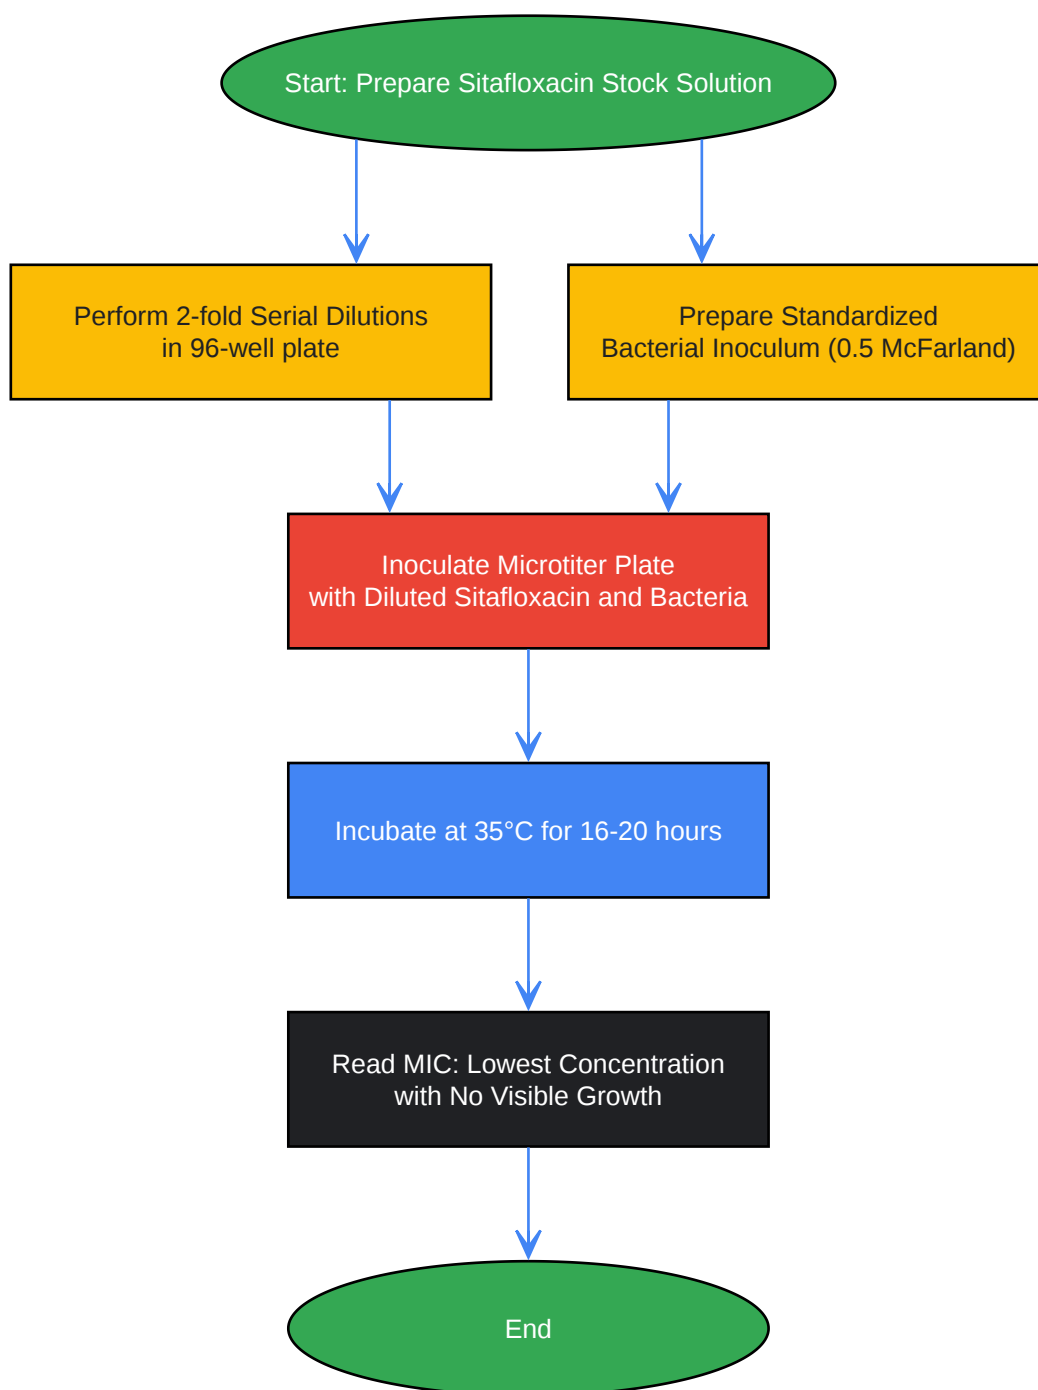 Start: Prepare Sitafloxacin Stock Solution
Perform 2-fold Serial Dilutions
in 96-well plate
Prepare Standardized
Bacterial Inoculum (0.5 McFarland)
Inoculate Microtiter Plate
with Diluted Sitafloxacin and Bacteria
Incubate at 35°C for 16-20 hours
Read MIC: Lowest Concentration
with No Visible Growth
End